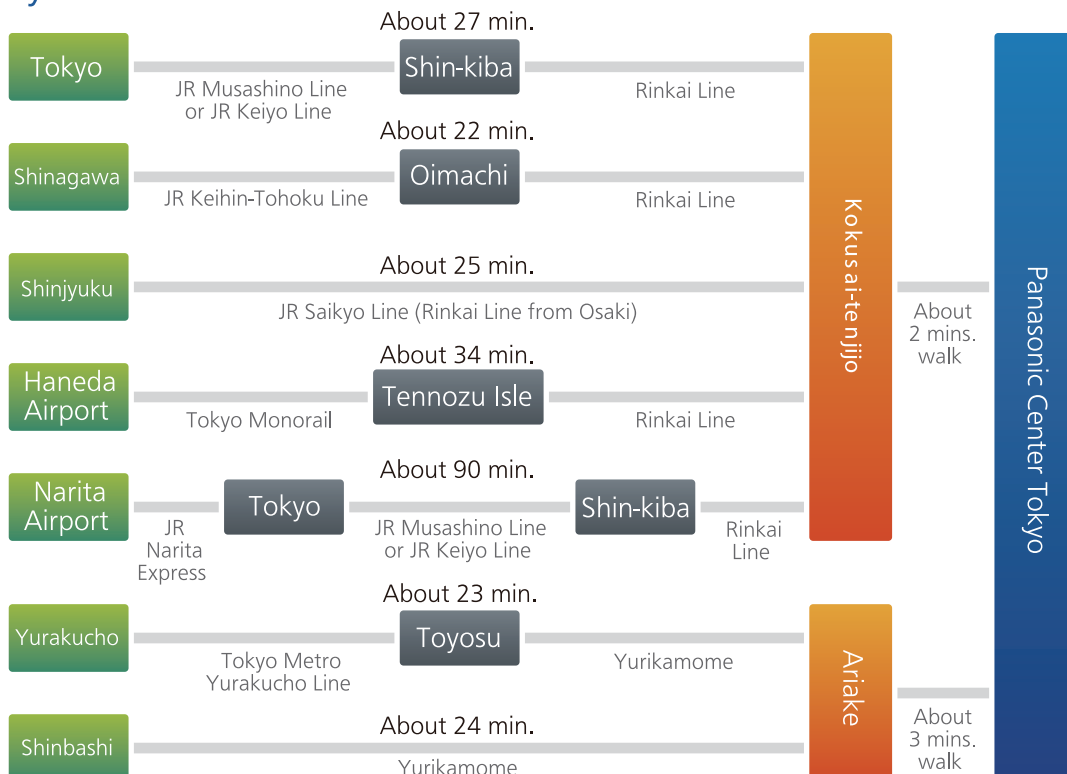 About 27 min.
Tokyo
Shin-kiba
JR Musashino Line
or JR Keiyo Line
Rinkai Line
About 22 min.
Shinagawa
Oimachi
JR Keihin-Tohoku Line
Rinkai Line
About 25 min.
Shinjyuku
JR Saikyo Line (Rinkai Line from Osaki)
About 34 min.
Haneda
Airport
Tennozu Isle
Tokyo Monorail
Rinkai Line
About 90 min.
Narita
Airport
Tokyo
Shin-kiba
JR
Narita
Express
JR Musashino Line
or JR Keiyo Line
Rinkai
Line
Kokusai-tenjijo
About
2 mins.
walk
About 23 min.
Yurakucho
Toyosu
Tokyo Metro
Yurakucho Line
Yurikamome
About 24 min.
Shinbashi
Yurikamome
Ariake
About
3 mins.
walk
Panasonic Center Tokyo